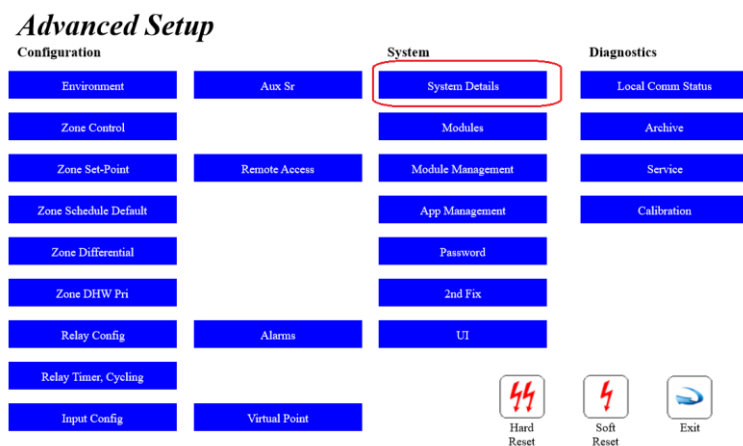 Advanced Setup
Configuration
System
Diagnostics
Environment
Aux Sr
System Details
Local Comm Status
Zone Control
Modules
Archive
Zone Set-Point
Remote Access
Module Management
Service
Zone Schedule Default
App Management
Calibration
Zone Differential
Password
Zone DHW Pri
2nd Fix
Relay Config
Alarms
UI
Relay Timer, Cycling
Input Config
Virtual Point
Hard
Reset
Soft
Reset
Exit